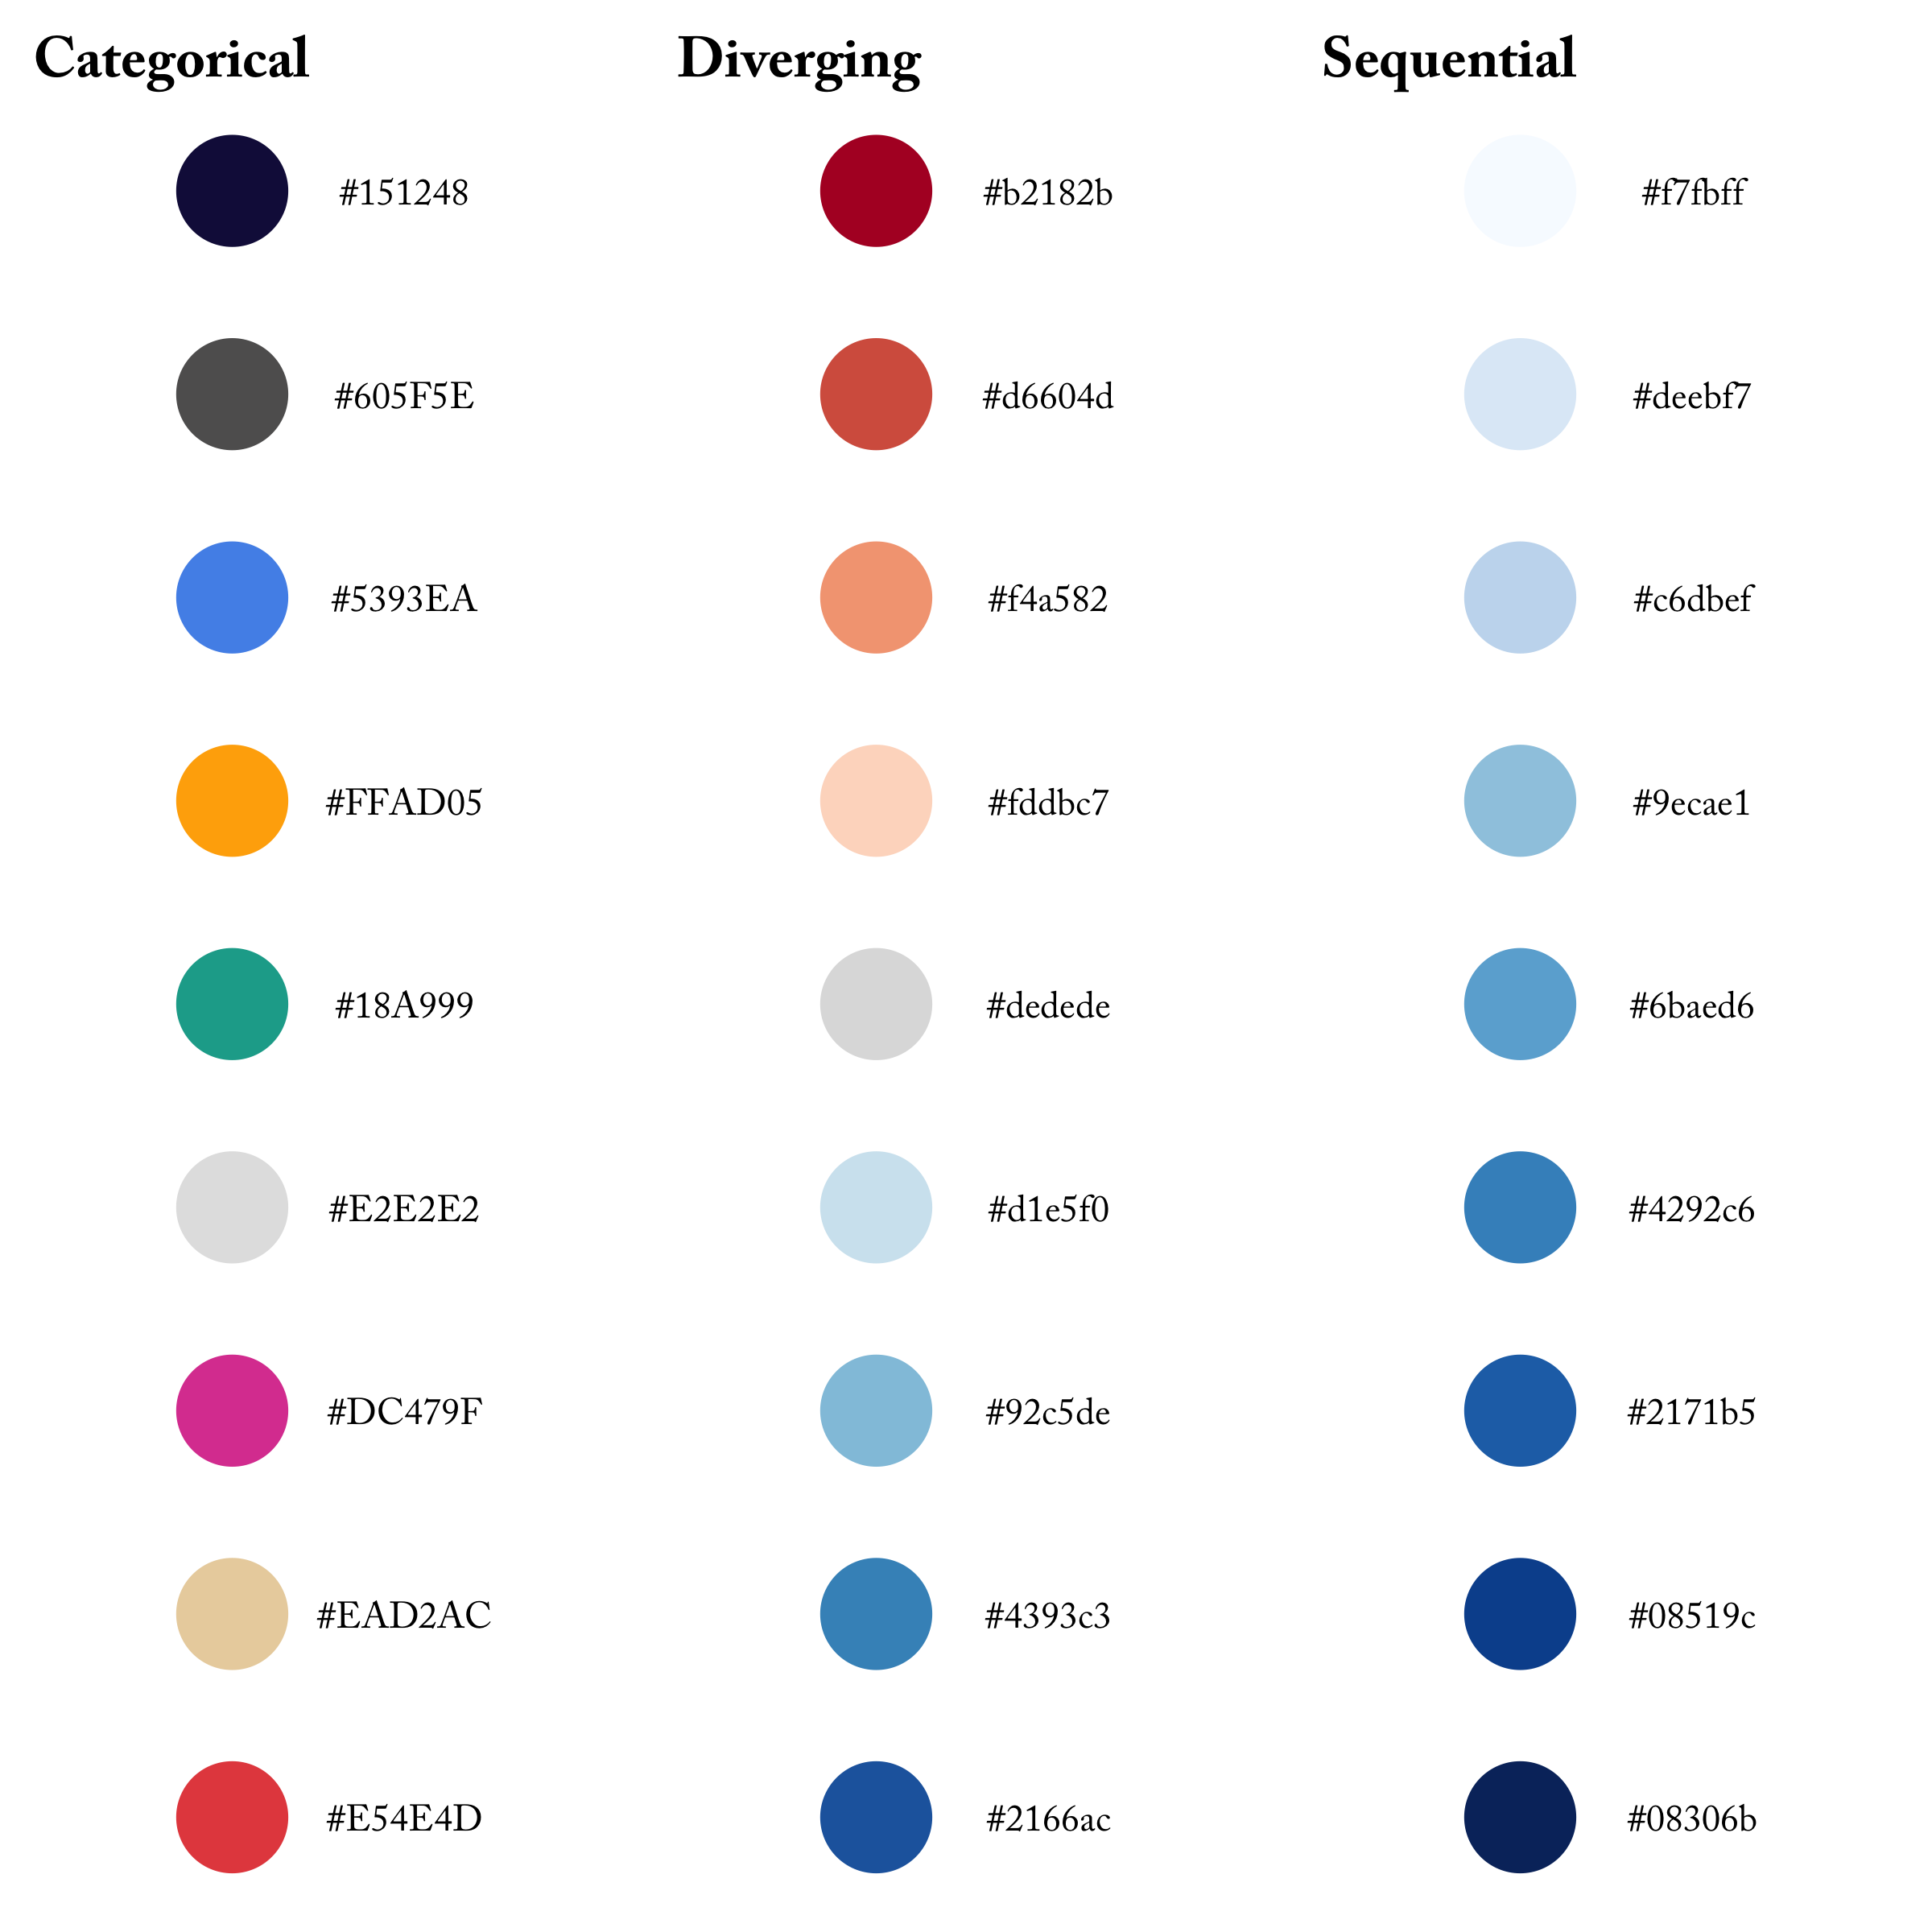 Categorical Diverging Sequential
#151248 #b2182b #f7fbff
#605F5E #d6604d #deebf7
#5393EA #f4a582 #c6dbef
#FFAD05 #fddbc7 #9ecae1
#18A999 #dedede #6baed6
#E2E2E2 #d1e5f0 #4292c6
#DC479F #92c5de #2171b5
#EAD2AC #4393c3 #08519c
#E54E4D #2166ac #08306b